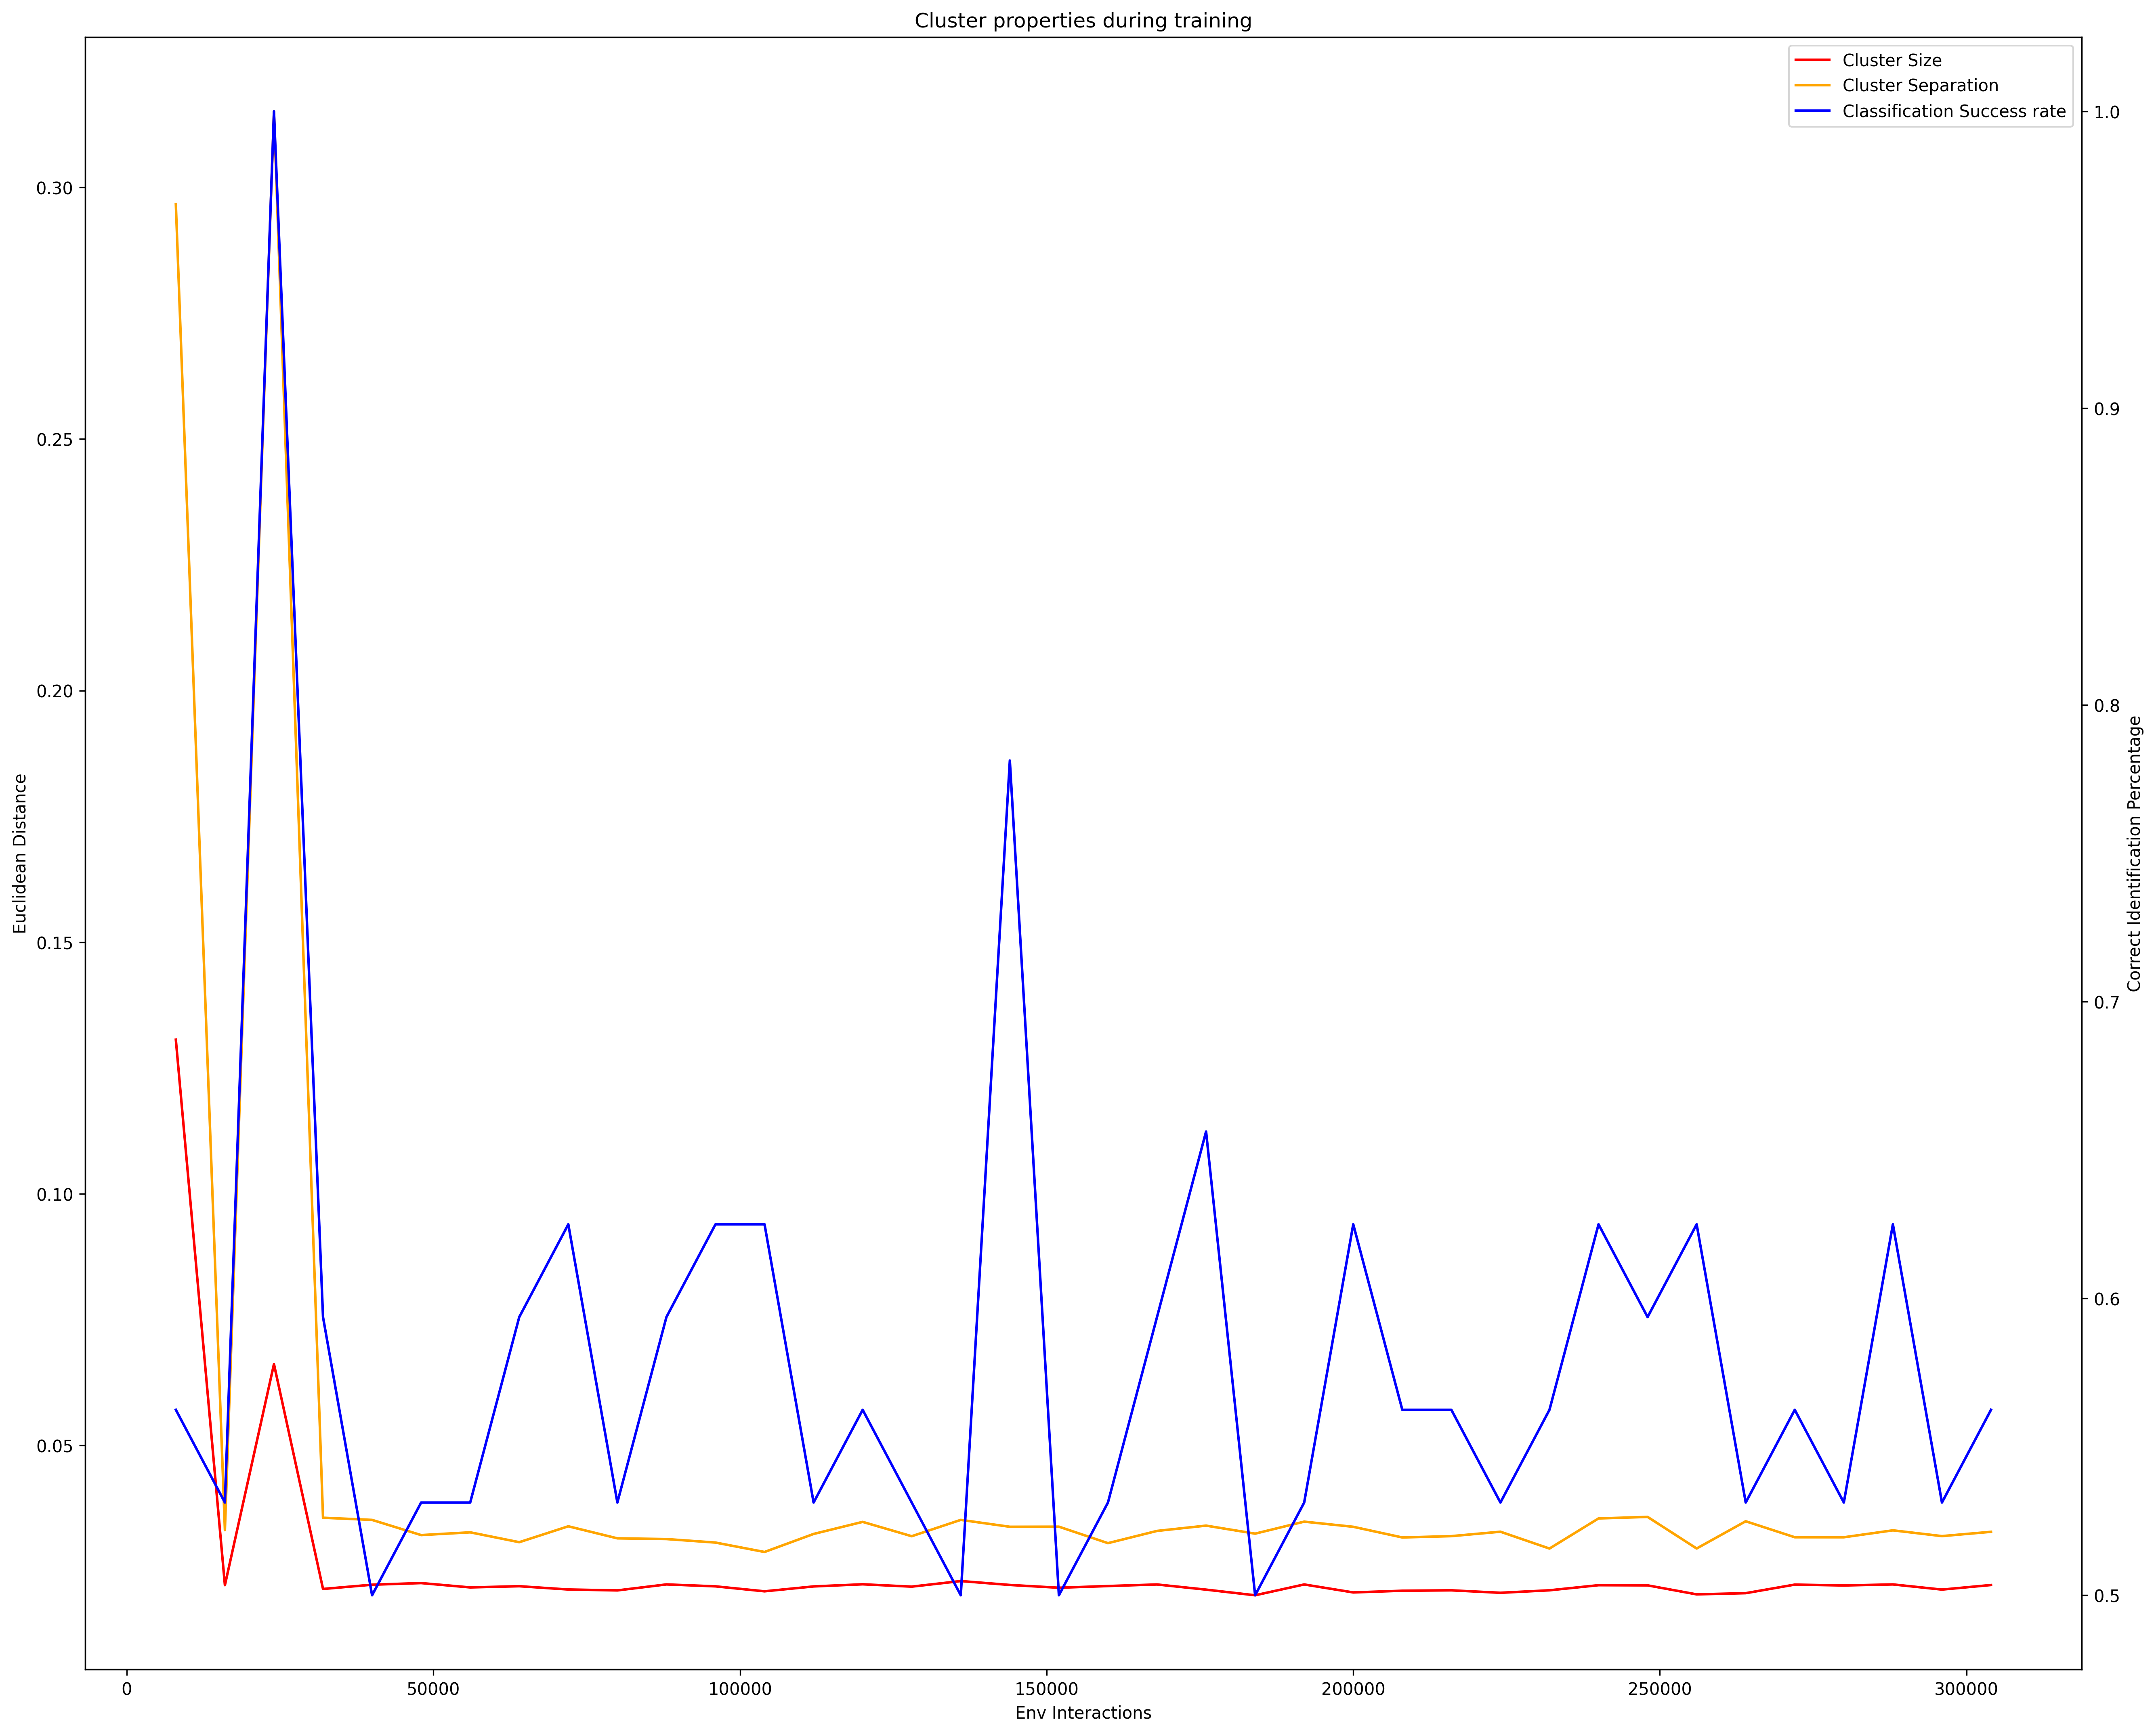 Cluster properties during training
Cluster Size
Cluster Separation
Classification Success rate
0.30
0.25
0.20
0.15
0.10
0.05
Euclidean Distance
1.0
0.9
0.8
0.7
0.6
0.5
Correct Identification Percentage
0
50000
100000
150000
200000
250000
300000
Env Interactions